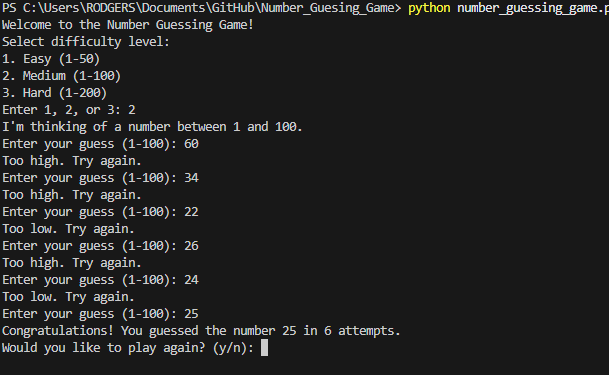 PS C:\Users\RODGERS\Documents\GitHub\Number_Guesing_Game> python number_guessing_game.p
Welcome to the Number Guessing Game!
Select difficulty level:
1. Easy (1-50)
2. Medium (1-100)
3. Hard (1-200)
Enter 1, 2, or 3: 2
I'm thinking of a number between 1 and 100.
Enter your guess (1-100): 60
Too high. Try again.
Enter your guess (1-100): 34
Too high. Try again.
Enter your guess (1-100): 22
Too low. Try again.
Enter your guess (1-100): 26
Too high. Try again.
Enter your guess (1-100): 24
Too low. Try again.
Enter your guess (1-100): 25
Congratulations! You guessed the number 25 in 6 attempts.
Would you like to play again? (y/n):